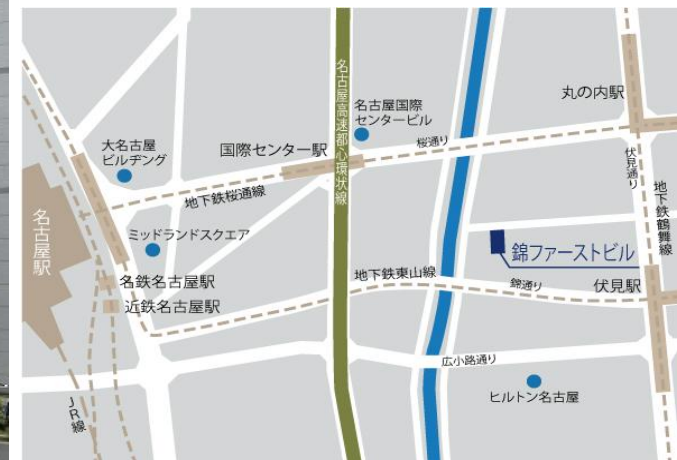 丸の内駅
名古屋国際
センタービル
名古屋高速都心環状線
大名古屋
ビルヂング
国際センター駅
桜通り
伏見通り
地下鉄鶴舞線
地下鉄桜通線
名古屋駅
ミッドランドスクエア
錦ファーストビル
地下鉄東山線
名鉄名古屋駅
錦通り
伏見駅
近鉄名古屋駅
広小路通り
ヒルトン名古屋
JR線